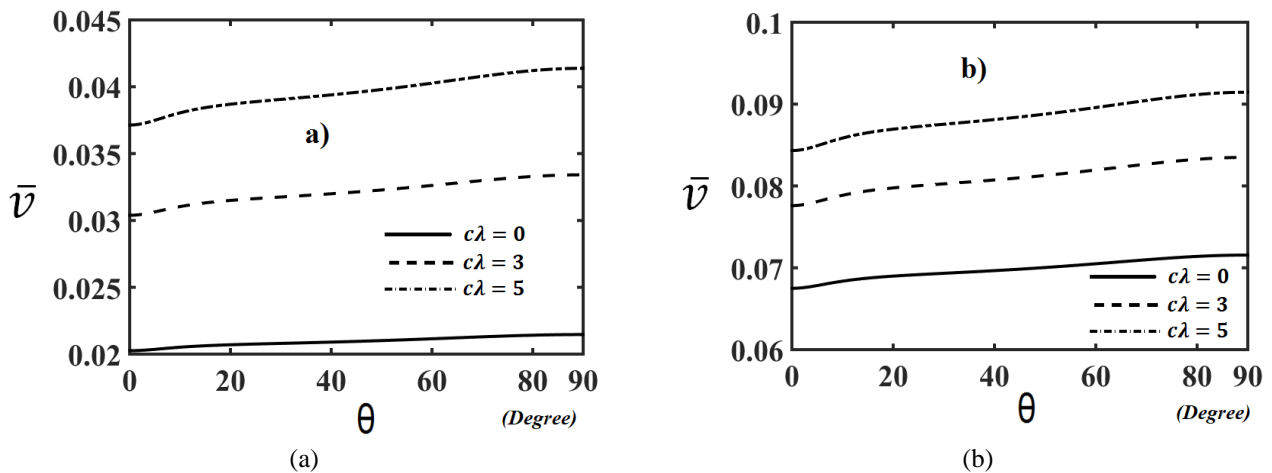 0.045
0.04
0.035
0.03
0.025
0.02
v̄
a)
cλ = 0
cλ = 3
cλ = 5
0 20 40 60 80 90
θ
(Degree)
(a)
0.1
0.09
0.08
0.07
0.06
v̄
b)
cλ = 0
cλ = 3
cλ = 5
0 20 40 60 80 90
θ
(Degree)
(b)